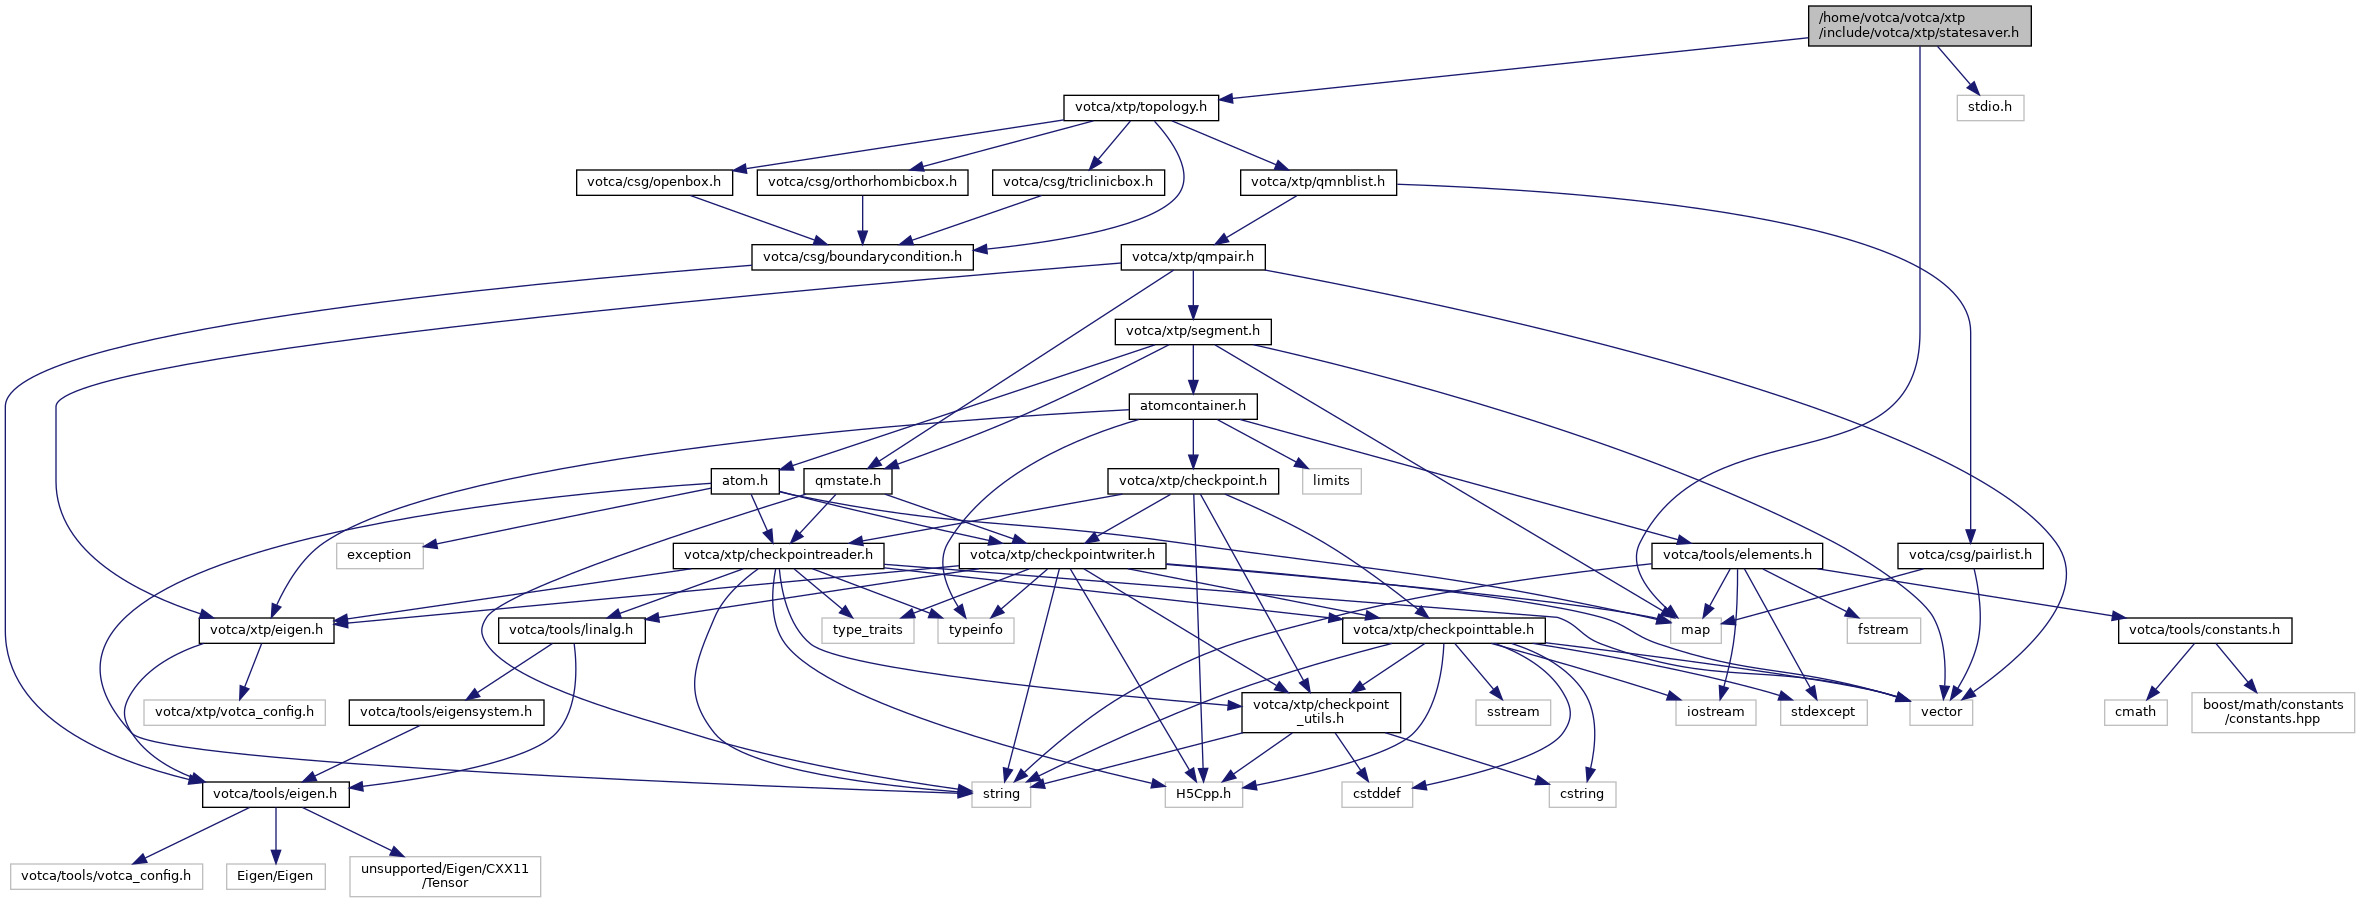 /home/votca/votca/xtp
/include/votca/xtp/statesaver.h
votca/xtp/topology.h
stdio.h
votca/csg/openbox.h
votca/csg/orthorhombicbox.h
votca/csg/triclinicbox.h
votca/xtp/qmnblist.h
votca/csg/boundarycondition.h
votca/xtp/qmpair.h
votca/xtp/segment.h
atomcontainer.h
atom.h
qmstate.h
votca/xtp/checkpoint.h
limits
exception
votca/xtp/checkpointreader.h
votca/xtp/checkpointwriter.h
votca/tools/elements.h
votca/csg/pairlist.h
votca/xtp/eigen.h
votca/tools/linalg.h
type_traits
typeinfo
votca/xtp/checkpointtable.h
map
fstream
votca/tools/constants.h
votca/xtp/votca_config.h
votca/tools/eigensystem.h
votca/xtp/checkpoint
_utils.h
sstream
iostream
stdexcept
vector
cmath
boost/math/constants
/constants.hpp
votca/tools/eigen.h
string
H5Cpp.h
cstddef
cstring
votca/tools/votca_config.h
Eigen/Eigen
unsupported/Eigen/CXX11
/Tensor